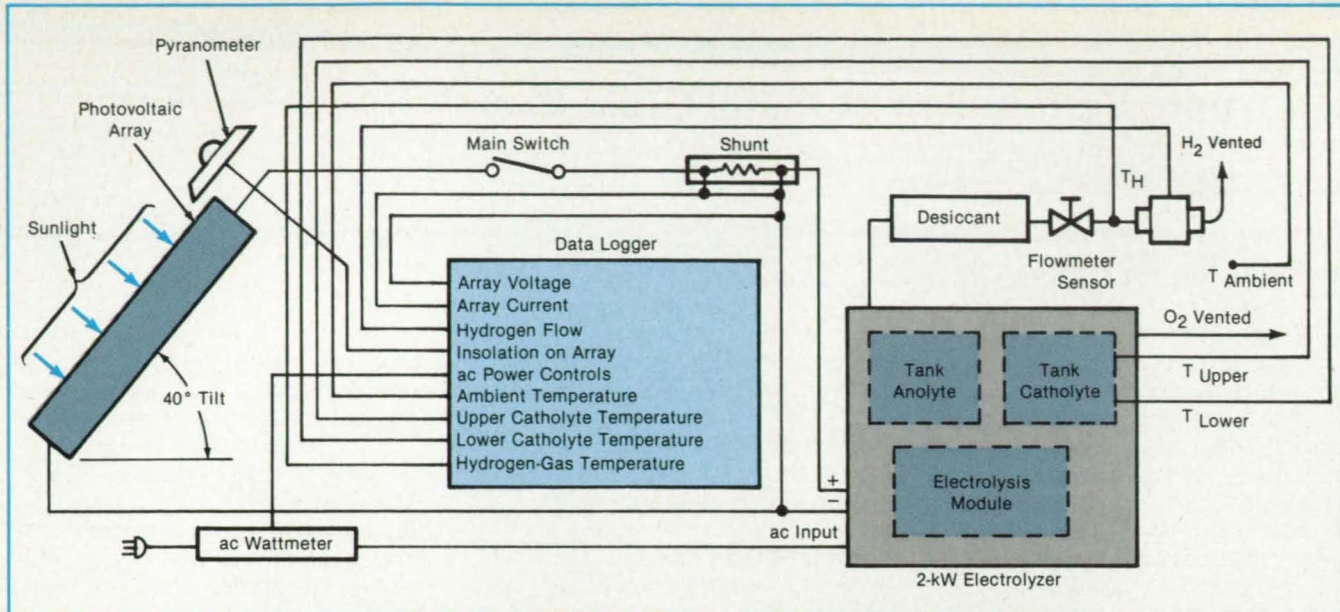 Pyranometer
Photovoltaic
Array
Sunlight
40° Tilt
Main Switch
Shunt
Data Logger
Array Voltage
Array Current
Hydrogen Flow
Insolation on Array
ac Power Controls
Ambient Temperature
Upper Catholyte Temperature
Lower Catholyte Temperature
Hydrogen-Gas Temperature
ac Wattmeter
Desiccant
Flowmeter
Sensor
TH
H2 Vented
T Ambient
O2 Vented
T Upper
T Lower
Tank
Anolyte
Tank
Catholyte
Electrolysis
Module
+
−
ac Input
2-kW Electrolyzer